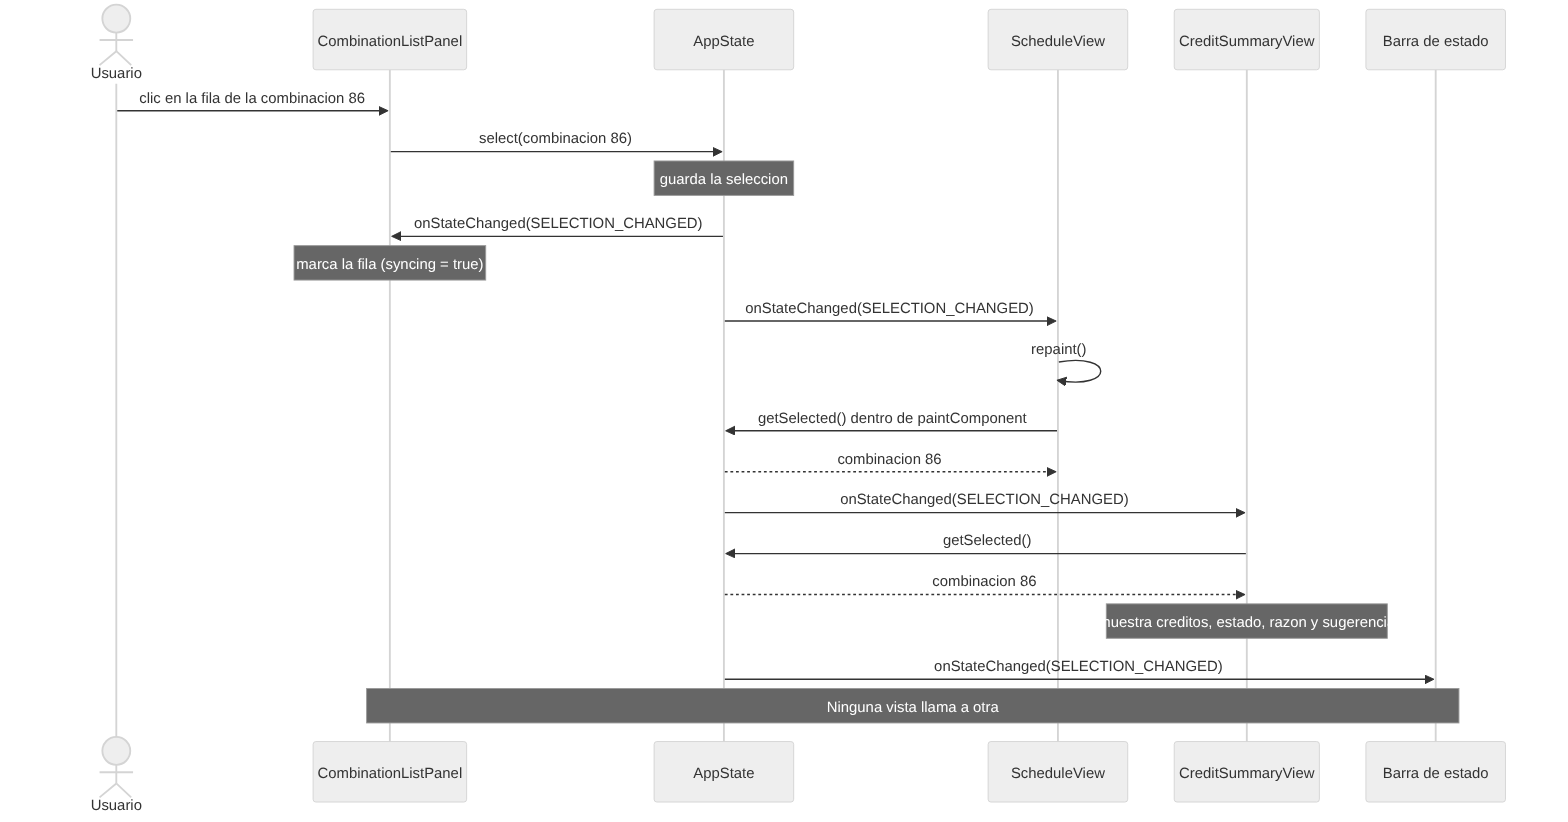 CombinationListPanel
AppState
ScheduleView
CreditSummaryView
Barra de estado
Usuario
clic en la fila de la combinacion 86
select(combinacion 86)
guarda la seleccion
onStateChanged(SELECTION_CHANGED)
marca la fila (syncing = true)
onStateChanged(SELECTION_CHANGED)
repaint()
getSelected() dentro de paintComponent
combinacion 86
onStateChanged(SELECTION_CHANGED)
getSelected()
combinacion 86
creditos, estado, razon y
onStateChanged(SELECTION_CHANGED)
Ninguna vista llama a otra
CombinationListPanel
AppState
ScheduleView
CreditSummaryView
Barra de estado
Usuario